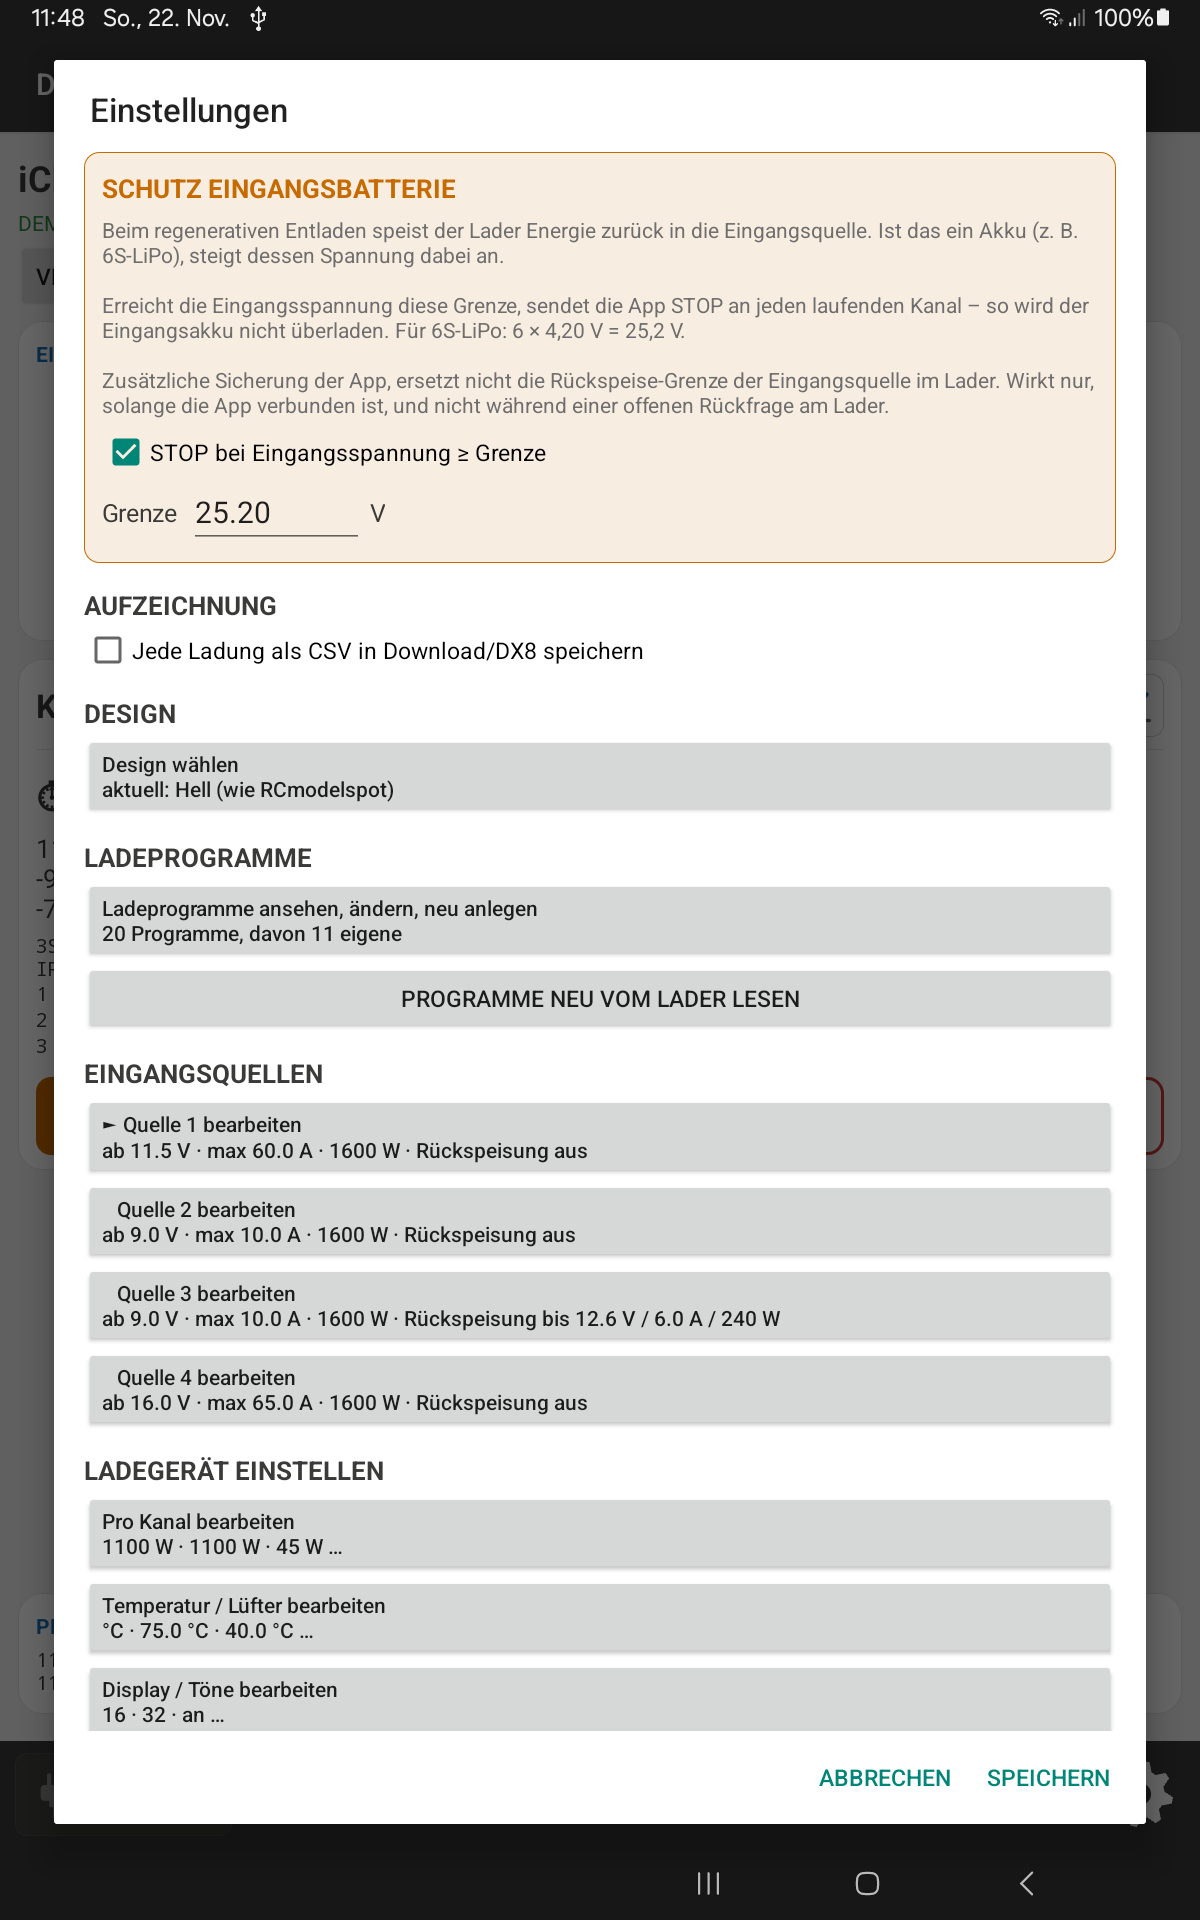 11:48 So., 22. Nov. 100%
Einstellungen
SCHUTZ EINGANGSBATTERIE
Beim regenerativen Entladen speist der Lader Energie zurück in die Eingangsquelle. Ist das ein Akku (z. B.
6S-LiPo), steigt dessen Spannung dabei an.
Erreicht die Eingangsspannung diese Grenze, sendet die App STOP an jeden laufenden Kanal – so wird der
Eingangsakku nicht überladen. Für 6S-LiPo: 6 × 4,20 V = 25,2 V.
Zusätzliche Sicherung der App, ersetzt nicht die Rückspeise-Grenze der Eingangsquelle im Lader. Wirkt nur,
solange die App verbunden ist, und nicht während einer offenen Rückfrage am Lader.
STOP bei Eingangsspannung ≥ Grenze
Grenze 25.20 V
AUFZEICHNUNG
Jede Ladung als CSV in Download/DX8 speichern
DESIGN
Design wählen
aktuell: Hell (wie RCmodelspot)
LADEPROGRAMME
Ladeprogramme ansehen, ändern, neu anlegen
20 Programme, davon 11 eigene
PROGRAMME NEU VOM LADER LESEN
EINGANGSQUELLEN
► Quelle 1 bearbeiten
ab 11.5 V · max 60.0 A · 1600 W · Rückspeisung aus
Quelle 2 bearbeiten
ab 9.0 V · max 10.0 A · 1600 W · Rückspeisung aus
Quelle 3 bearbeiten
ab 9.0 V · max 10.0 A · 1600 W · Rückspeisung bis 12.6 V / 6.0 A / 240 W
Quelle 4 bearbeiten
ab 16.0 V · max 65.0 A · 1600 W · Rückspeisung aus
LADEGERÄT EINSTELLEN
Pro Kanal bearbeiten
1100 W · 1100 W · 45 W ...
Temperatur / Lüfter bearbeiten
°C · 75.0 °C · 40.0 °C ...
Display / Töne bearbeiten
16 · 32 · an ...
ABBRECHEN SPEICHERN